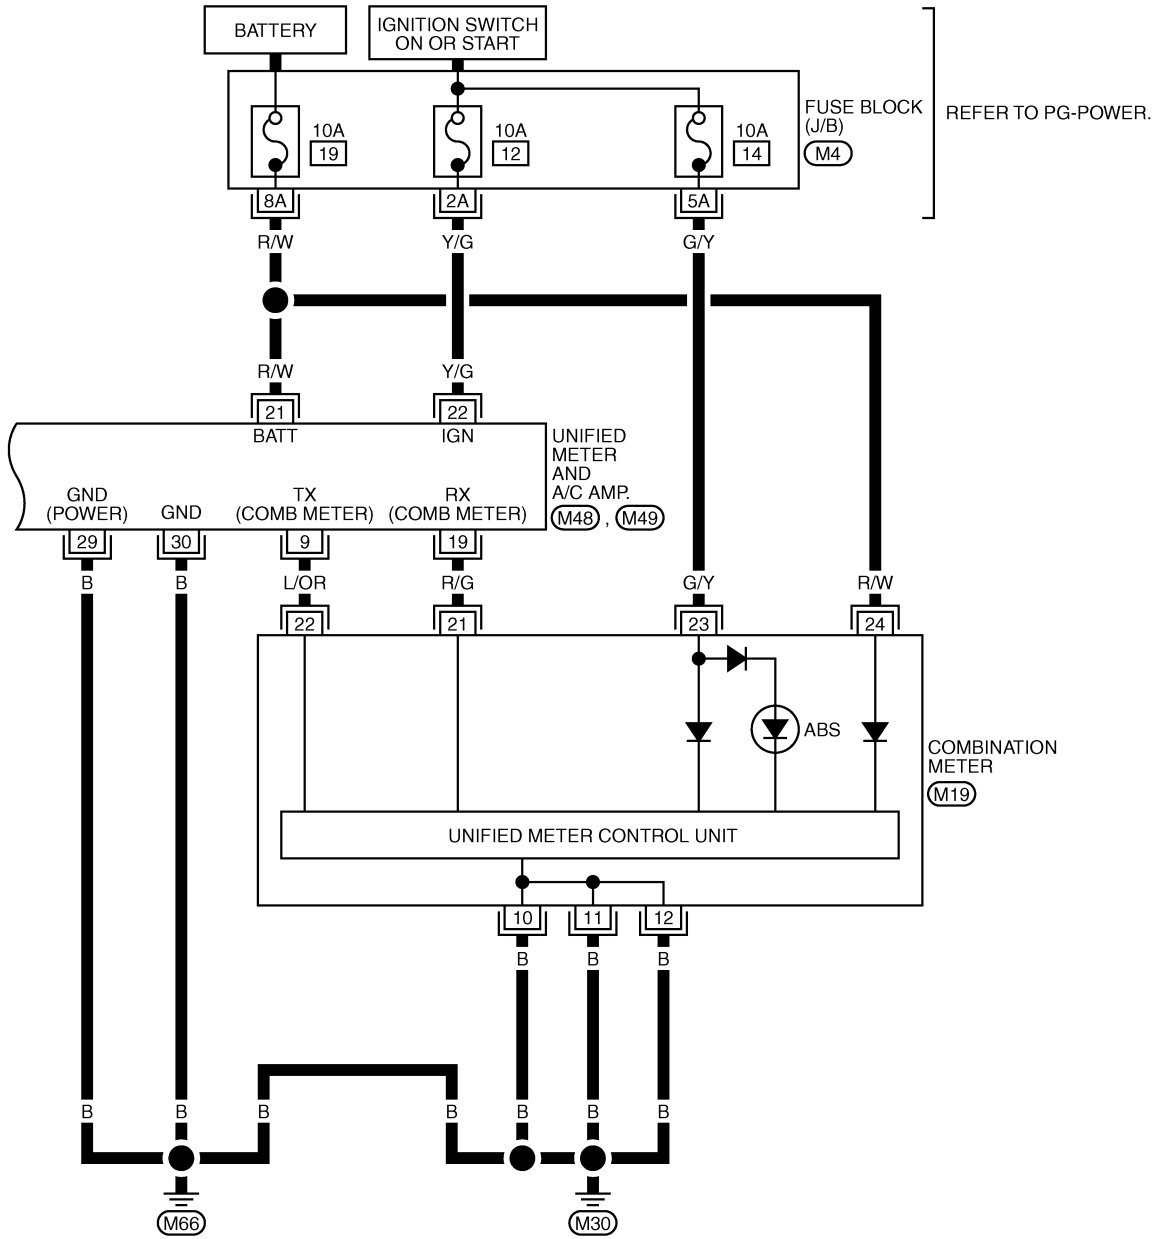 BATTERY
IGNITION SWITCH
ON OR START
FUSE BLOCK
(J/B)
M4
REFER TO PG-POWER.
10A
19
10A
12
10A
14
8A
2A
5A
R/W
Y/G
G/Y
R/W
Y/G
21
22
BATT
IGN
UNIFIED
METER
AND
A/C AMP.
M48 , M49
GND
(POWER)
GND
TX
(COMB METER)
RX
(COMB METER)
29
30
9
19
B
B
L/OR
R/G
G/Y
R/W
22
21
23
24
ABS
COMBINATION
METER
M19
UNIFIED METER CONTROL UNIT
10
11
12
B
B
B
B
B
B
B
B
B
B
M66
M30